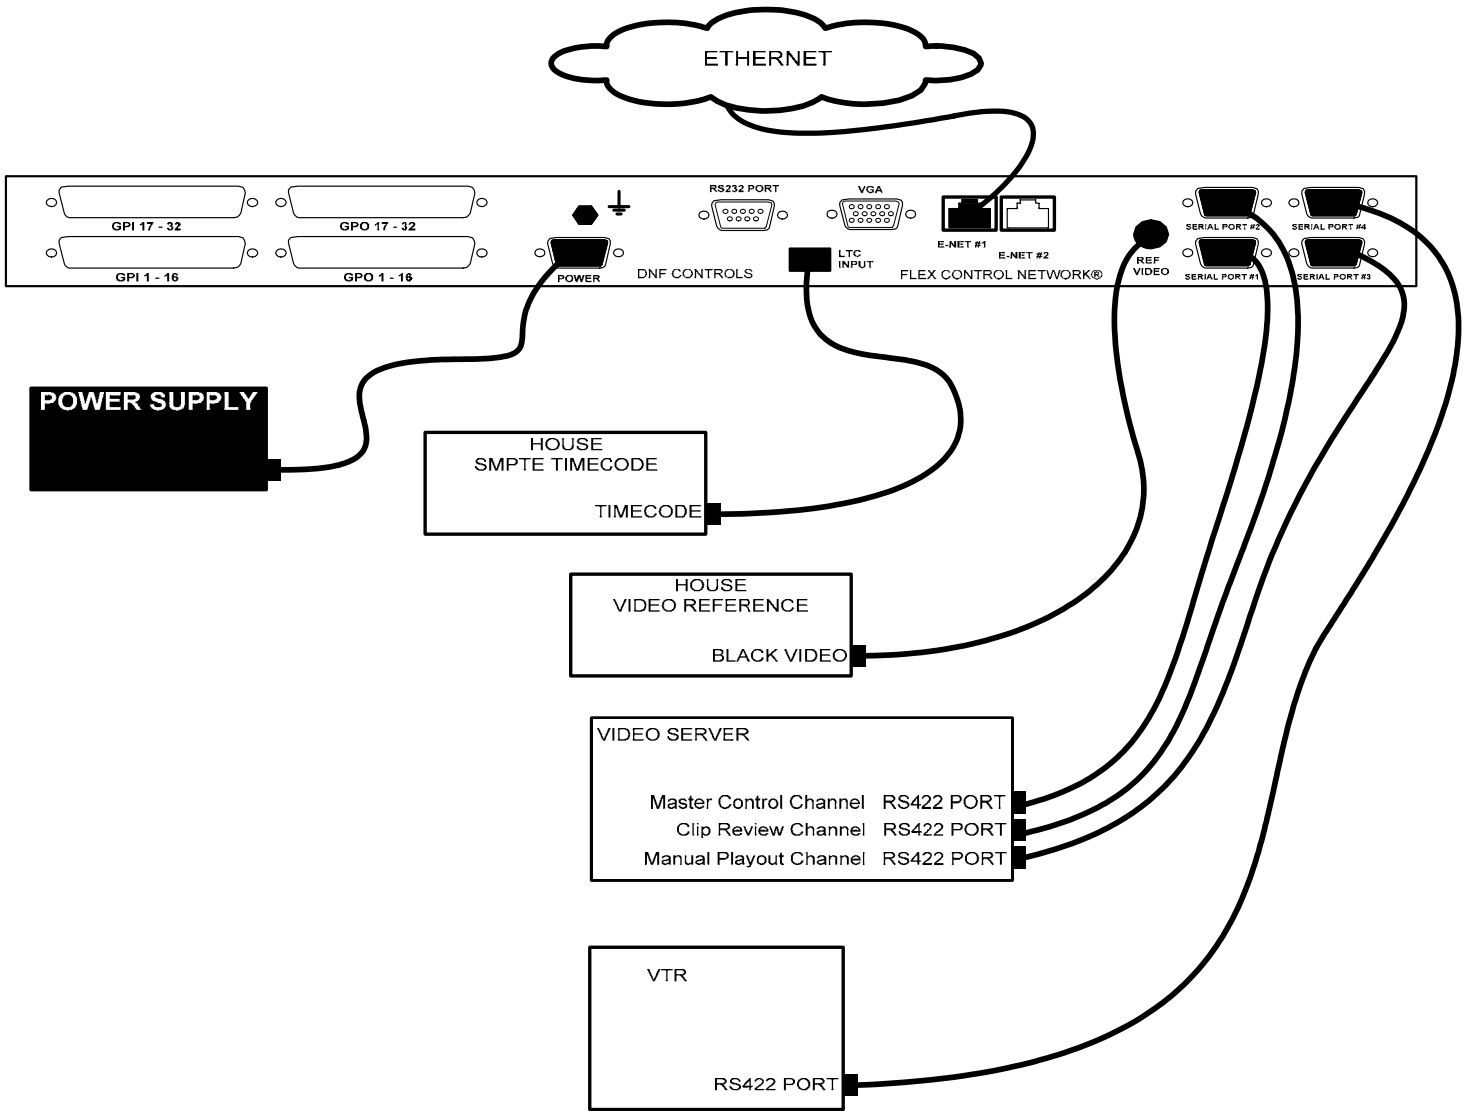 ETHERNET
RS232 PORT
VGA
GPI 17 - 32
GPO 17 - 32
SERIAL PORT #2
SERIAL PORT #4
E-NET #1
E-NET #2
LTC
INPUT
REF
VIDEO
GPI 1 - 16
GPO 1 - 16
POWER
DNF CONTROLS
FLEX CONTROL NETWORK®
SERIAL PORT #1
SERIAL PORT #3
POWER SUPPLY
HOUSE
SMPTE TIMECODE
TIMECODE
HOUSE
VIDEO REFERENCE
BLACK VIDEO
VIDEO SERVER
Master Control Channel RS422 PORT
Clip Review Channel RS422 PORT
Manual Playout Channel RS422 PORT
VTR
RS422 PORT